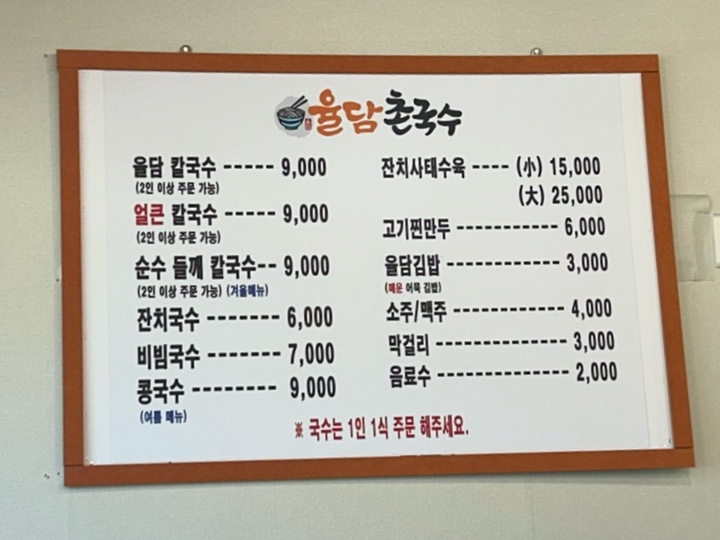 율담촌국수
율담 칼국수 ----- 9,000
(2인 이상 주문 가능)
얼큰 칼국수 ------ 9,000
(2인 이상 주문 가능)
순수 들깨 칼국수-- 9,000
(2인 이상 주문 가능) (겨울메뉴)
잔치국수 ------- 6,000
비빔국수 ------- 7,000
콩국수 -------- 9,000
(여름 메뉴)
잔치사태수육 ---- (小) 15,000
(大) 25,000
고기찐만두 ----------- 6,000
율담김밥 ------------- 3,000
(매운 어묵 김밥)
소주/맥주 ------------ 4,000
막걸리 -------------- 3,000
음료수 -------------- 2,000
※ 국수는 1인 1식 주문 해주세요.